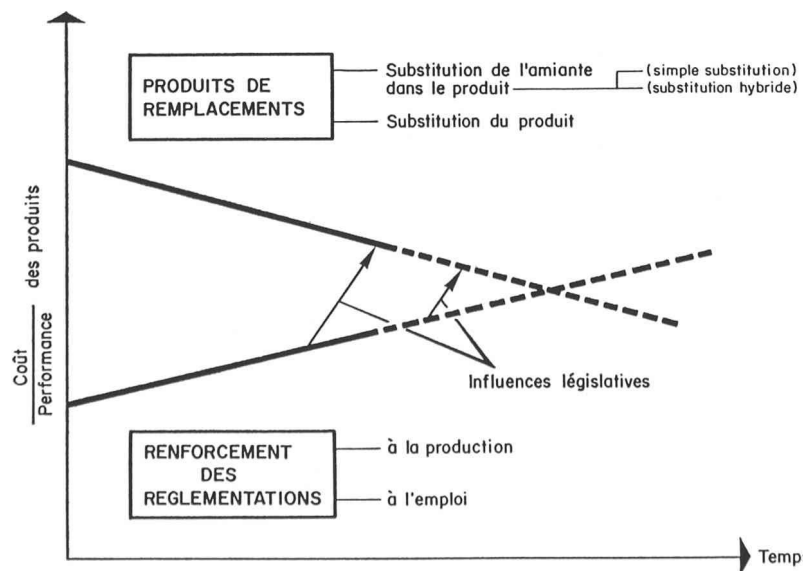 PRODUITS DE
REMPLACEMENTS
Substitution de l'amiante
dans le produit
(simple substitution)
(substitution hybride)
Substitution du produit
Coût
Performance
des produits
Influences législatives
RENFORCEMENT
DES
REGLEMENTATIONS
à la production
à l'emploi
Temp